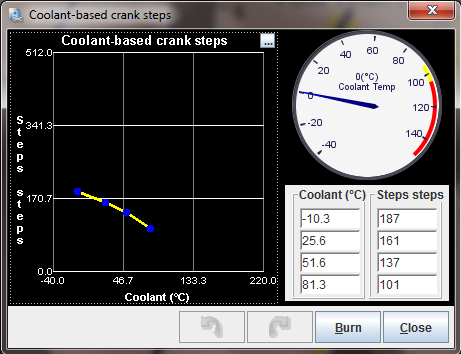 Coolant-based crank steps
Coolant-based crank steps
...
512.0
341.3
170.7
0.0
Steps steps
-40.0 46.7 133.3 220.0
Coolant (°C)
-40
-20
0
20
40
60
80
100
120
140
0(°C)
Coolant Temp
Coolant (°C) Steps steps
-10.3 187
25.6 161
51.6 137
81.3 101
Burn Close